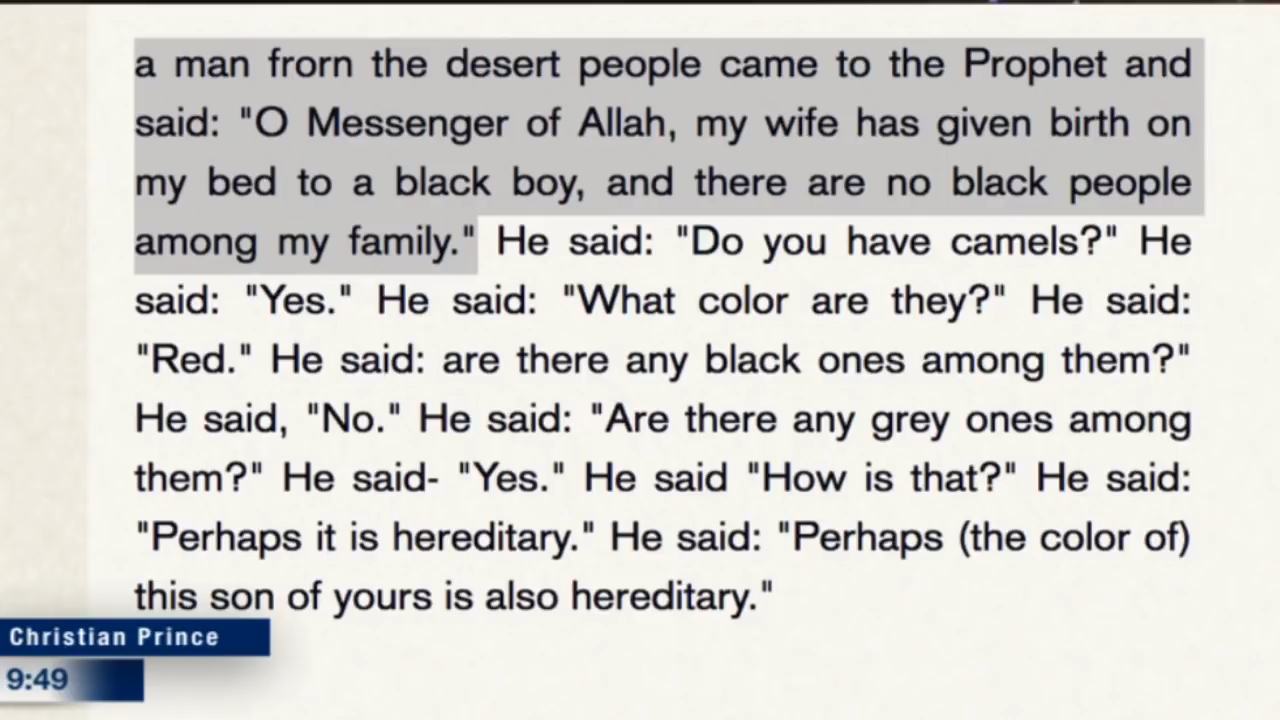 a man frorn the desert people came to the Prophet and
said: "O Messenger of Allah, my wife has given birth on
my bed to a black boy, and there are no black people
among my family." He said: "Do you have camels?" He
said: "Yes." He said: "What color are they?" He said:
"Red." He said: are there any black ones among them?"
He said, "No." He said: "Are there any grey ones among
them?" He said- "Yes." He said "How is that?" He said:
"Perhaps it is hereditary." He said: "Perhaps (the color of)
this son of yours is also hereditary."
Christian Prince
9:49